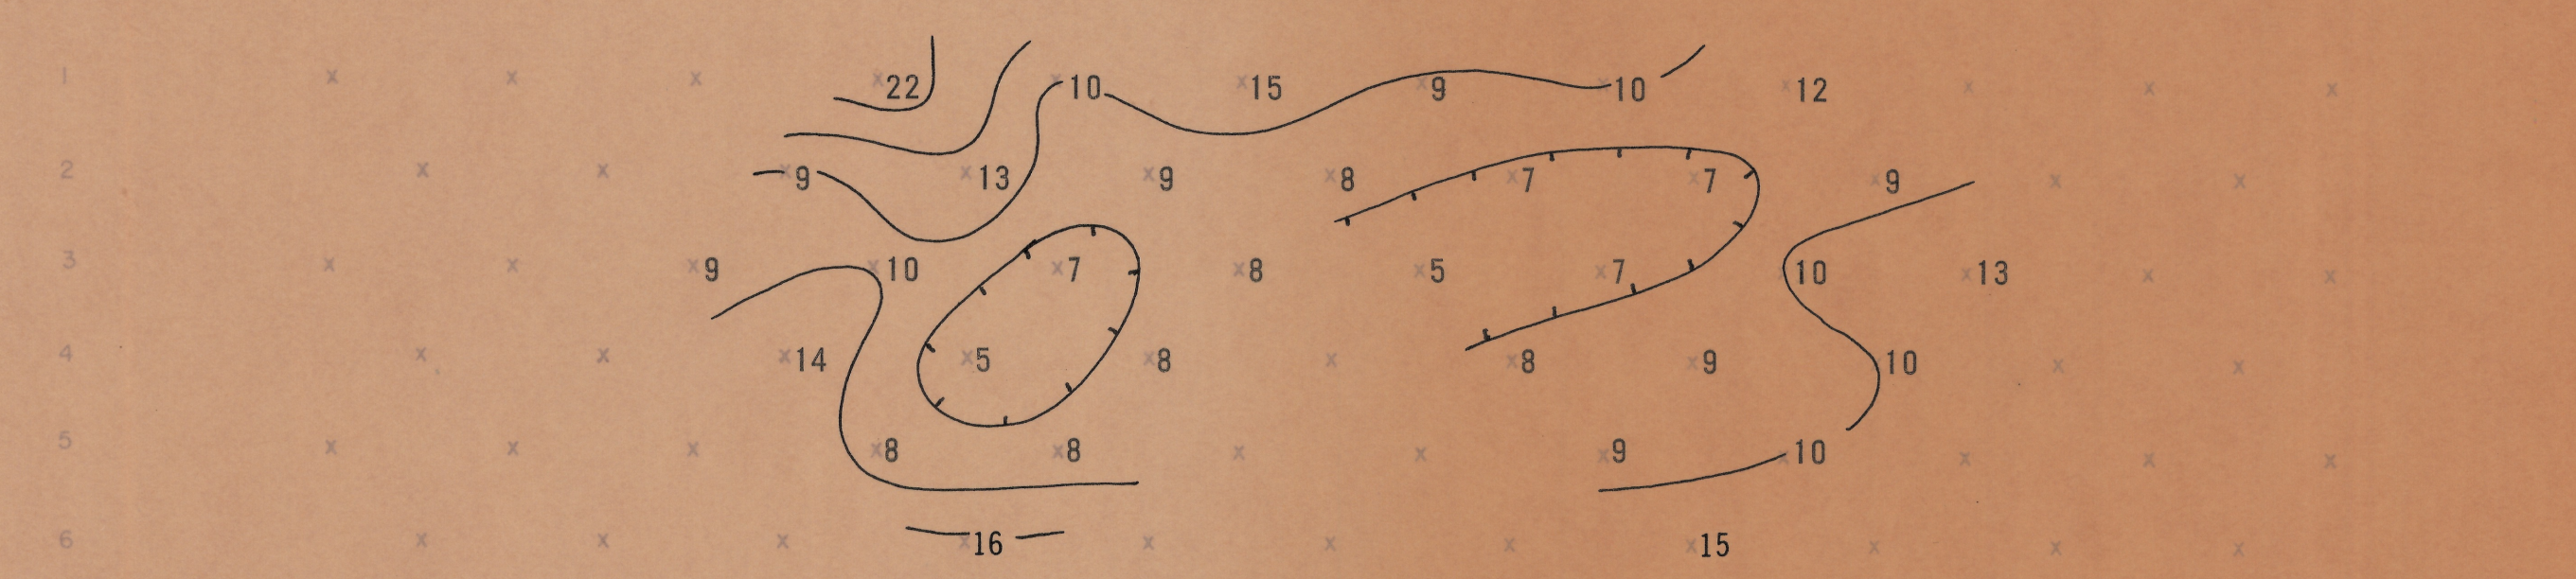 1 x x x x 22 x 10 x 15 x 9 x 10 x 12 x x x
2 x x x 9 x 13 x 9 x 8 x 7 x 7 x 9 x x
3 x x x 9 x 10 x 7 x 8 x 5 x 7 10 x 13 x x
4 x x x 14 x 5 x 8 x x 8 x 9 10 x x
5 x x x x 8 x 8 x x x 9 10 x x x
6 x x x x 16 x x x x 15 x x x